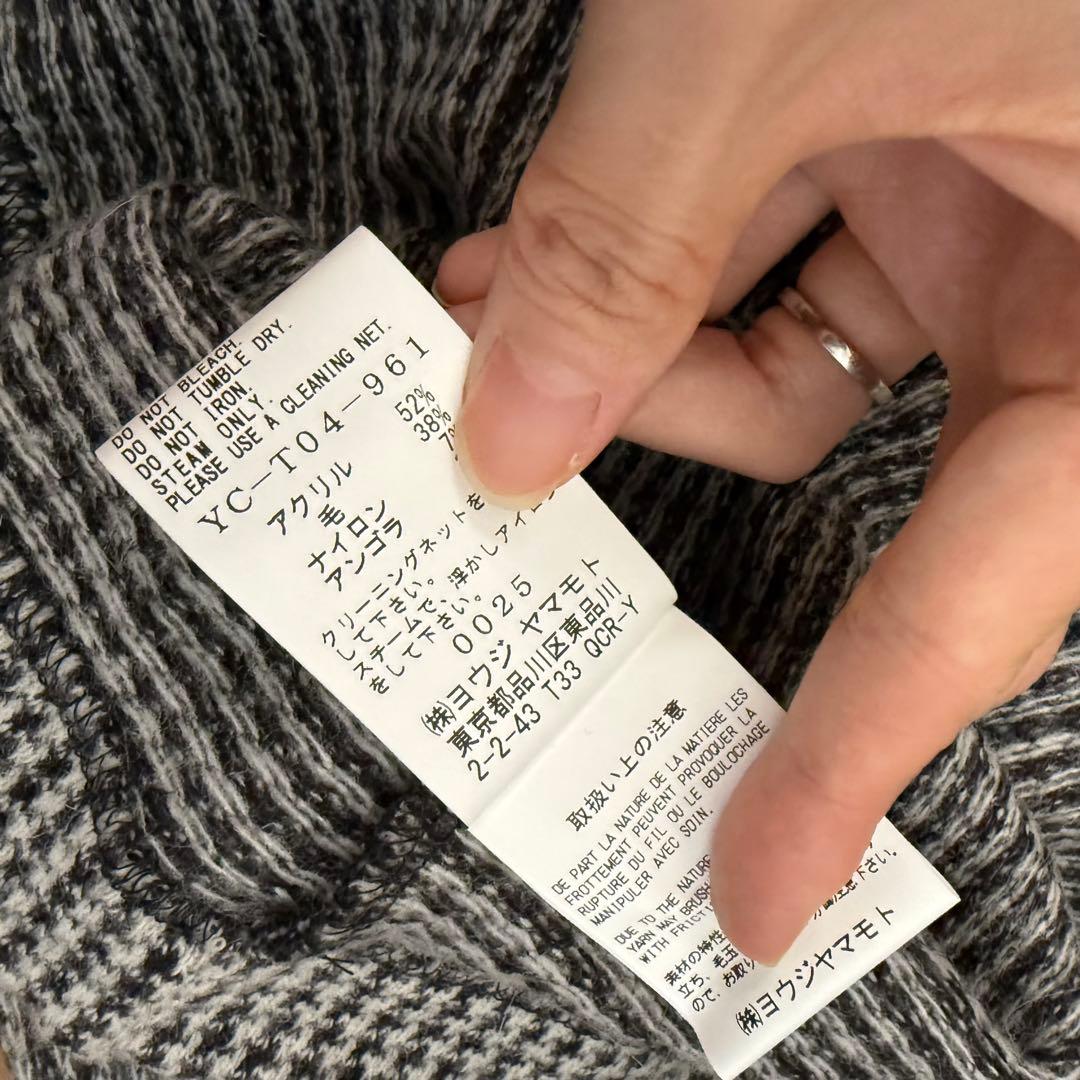 DO NOT BLEACH.
DO NOT TUMBLE DRY.
DO NOT IRON.
STEAM ONLY.
PLEASE USE A CLEANING NET.
YC-T04-961
アクリル 52%
毛 38%
ナイロン
アンゴラ
クリーニングネットを
して下さい。
スチームで、浮かしアイロン
をして下さい。
0025
㈱ヨウジ ヤマモト
東京都品川区東品川
2-2-43 T33 QCR-Y
取扱い上の注意
DE PART LA NATURE DE LA MATIERE LES
FROTTEMENT PEUVENT PROVOQUER LA
RUPTURE DU FIL OU LE BOULOCHAGE
MANIPULER AVEC SOIN.
DUE TO THE NATURE
YARN MAY BRUSH
WITH FRICT
素材の特性
立ち、毛玉
ので、お取り 下さい。
㈱ヨウジヤマモト